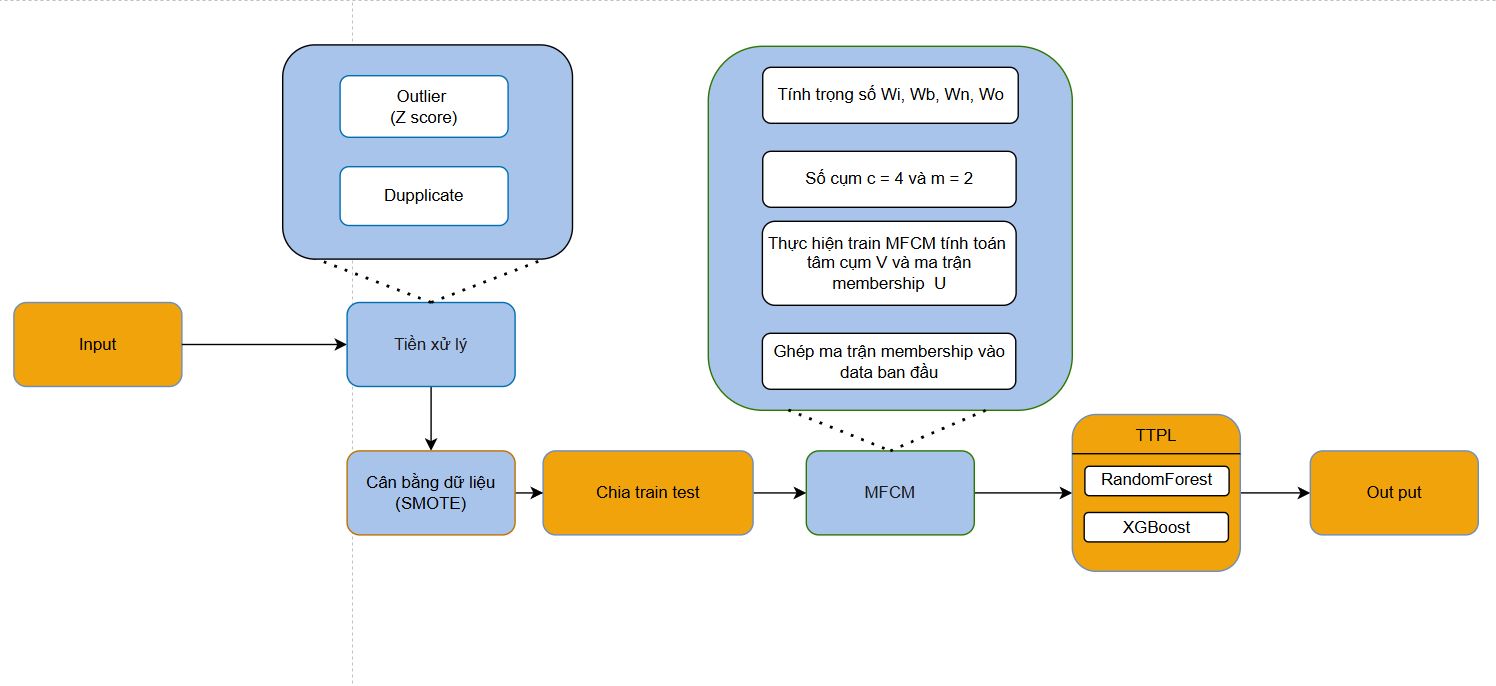 Outlier
(Z score)
Dupplicate
Tính trọng số Wi, Wb, Wn, Wo
Số cụm c = 4 và m = 2
Thực hiện train MFCM tính toán
tâm cụm V và ma trận
membership U
Ghép ma trận membership vào
data ban đầu
Input
Tiền xử lý
Cân bằng dữ liệu
(SMOTE)
Chia train test
MFCM
TTPL
RandomForest
XGBoost
Out put